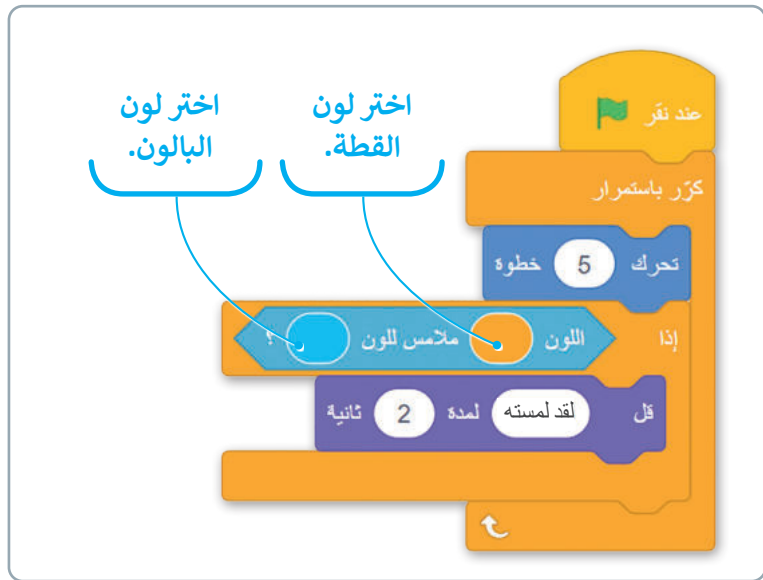 اختر لون
القطة.
اختر لون
البالون.
عند نقر
كرّر باستمرار
تحرك 5 خطوة
إذا اللون ملامس للون ؟
قل لقد لمسته لمدة 2 ثانية